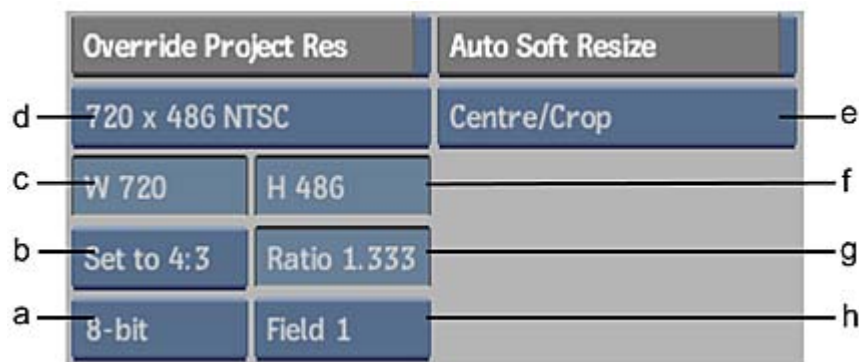 Override Project Res Auto Soft Resize
d 720 x 486 NTSC Centre/Crop e
c W 720 H 486 f
b Set to 4:3 Ratio 1.333 g
a 8-bit Field 1 h